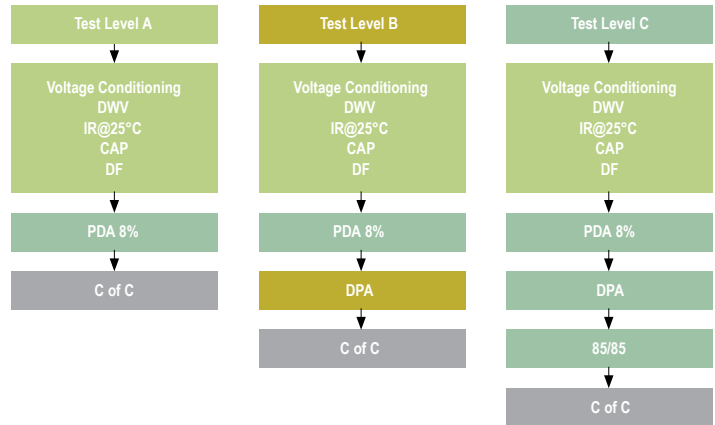 Test Level A
Voltage Conditioning
DWV
IR@25°C
CAP
DF
PDA 8%
C of C
Test Level B
Voltage Conditioning
DWV
IR@25°C
CAP
DF
PDA 8%
DPA
C of C
Test Level C
Voltage Conditioning
DWV
IR@25°C
CAP
DF
PDA 8%
DPA
85/85
C of C